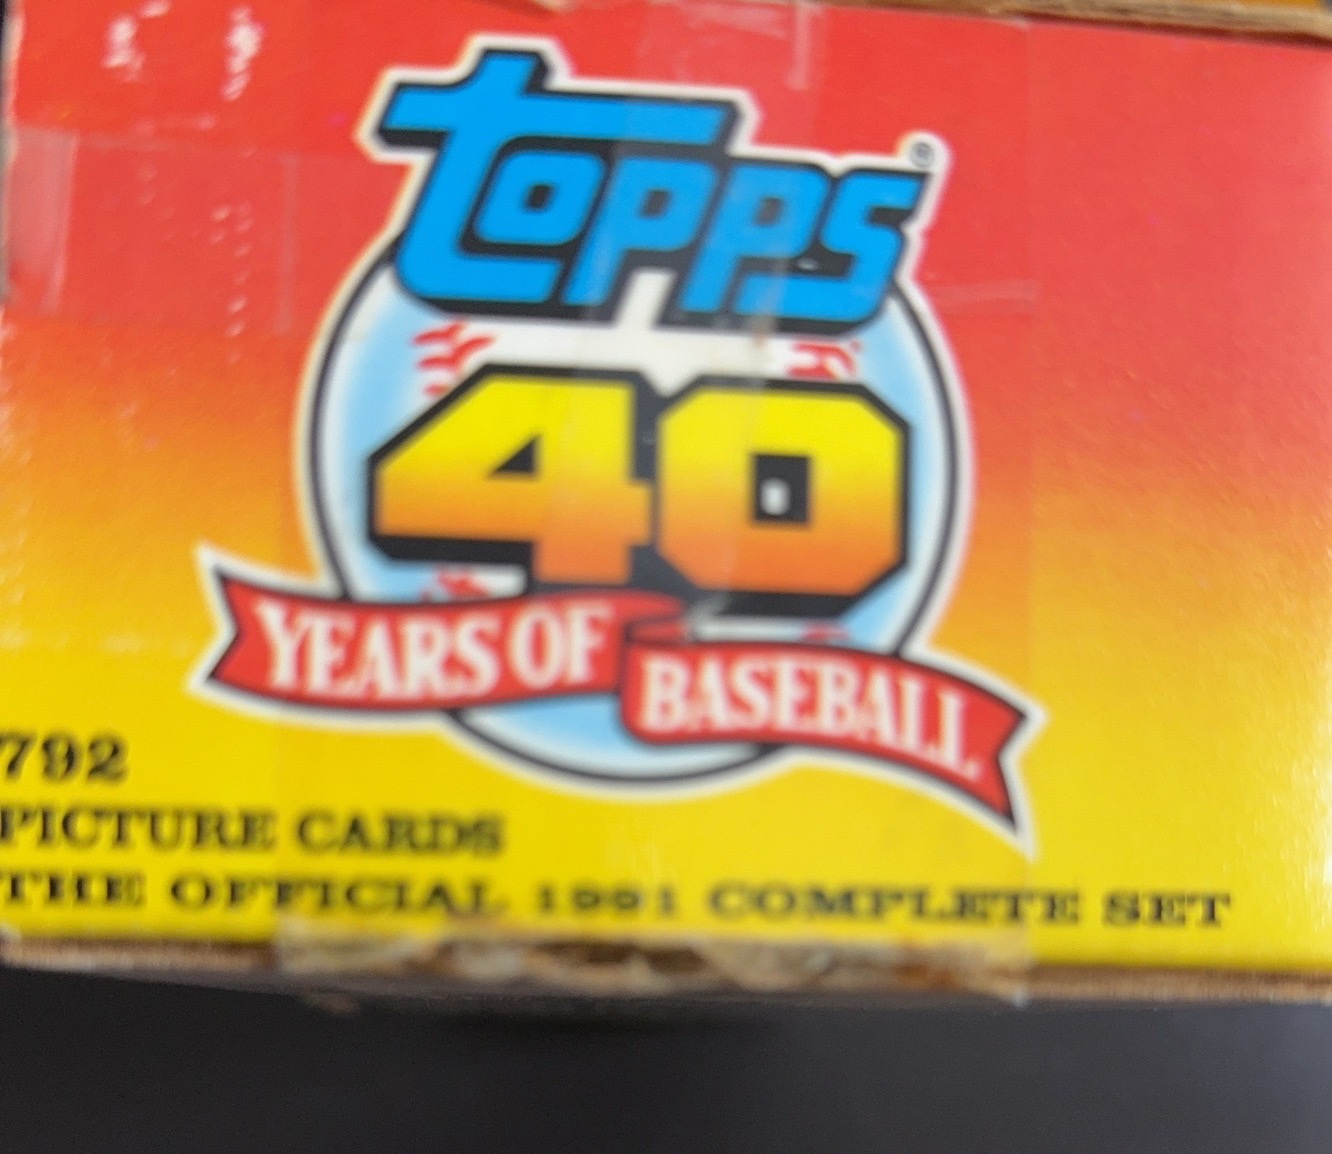 Topps®
40
YEARS OF BASEBALL
792
PICTURE CARDS
THE OFFICIAL 1991 COMPLETE SET